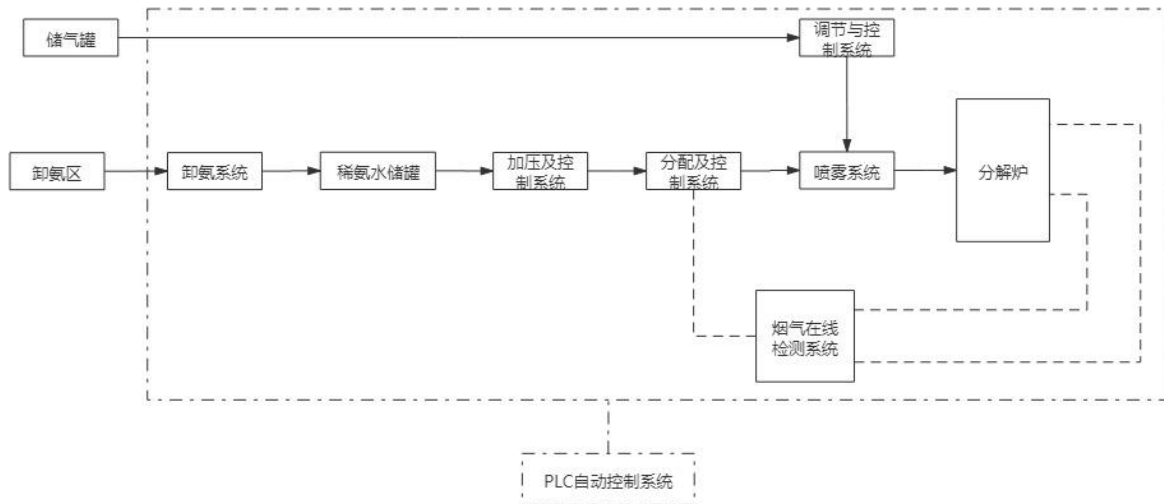 储气罐
调节与控
制系统
卸氨区
卸氨系统
稀氨水储罐
加压及控
制系统
分配及控
制系统
喷雾系统
分解炉
烟气在线
检测系统
PLC自动控制系统